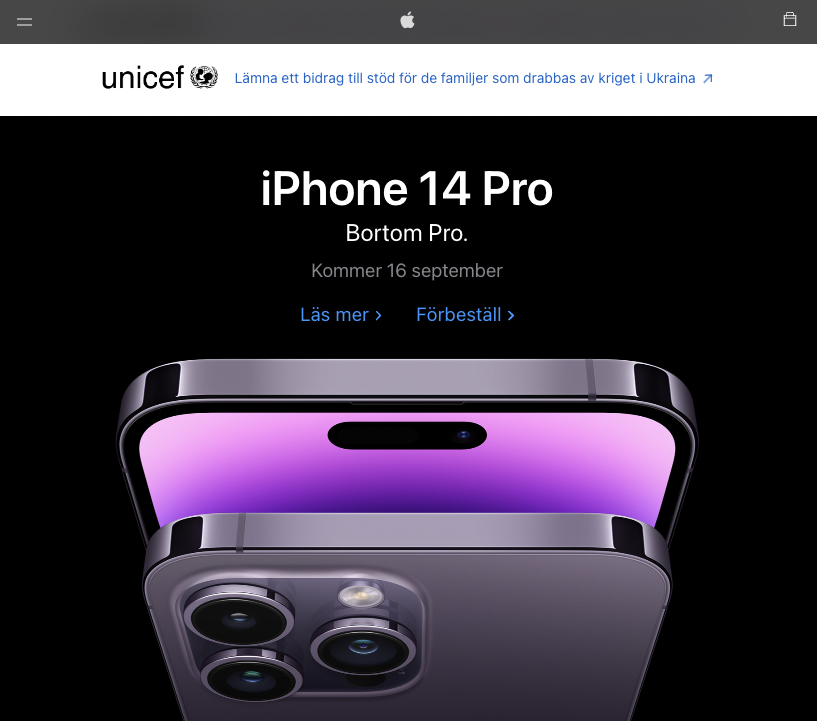 unicef
Lämna ett bidrag till stöd för de familjer som drabbas av kriget i Ukraina
iPhone 14 Pro
Bortom Pro.
Kommer 16 september
Läs mer
Förbeställ